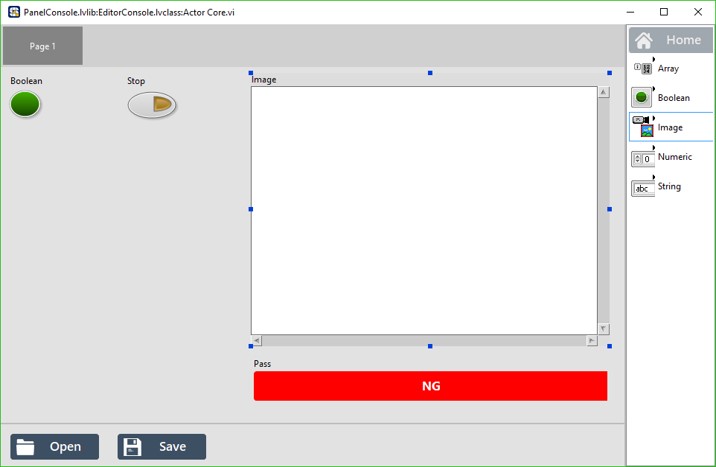 PanelConsole.lvlib:EditorConsole.lvclass:Actor Core.vi
Page 1
Home
Array
Boolean
Image
Numeric
0
String
abc
Boolean
Stop
Image
Pass
NG
Open
Save